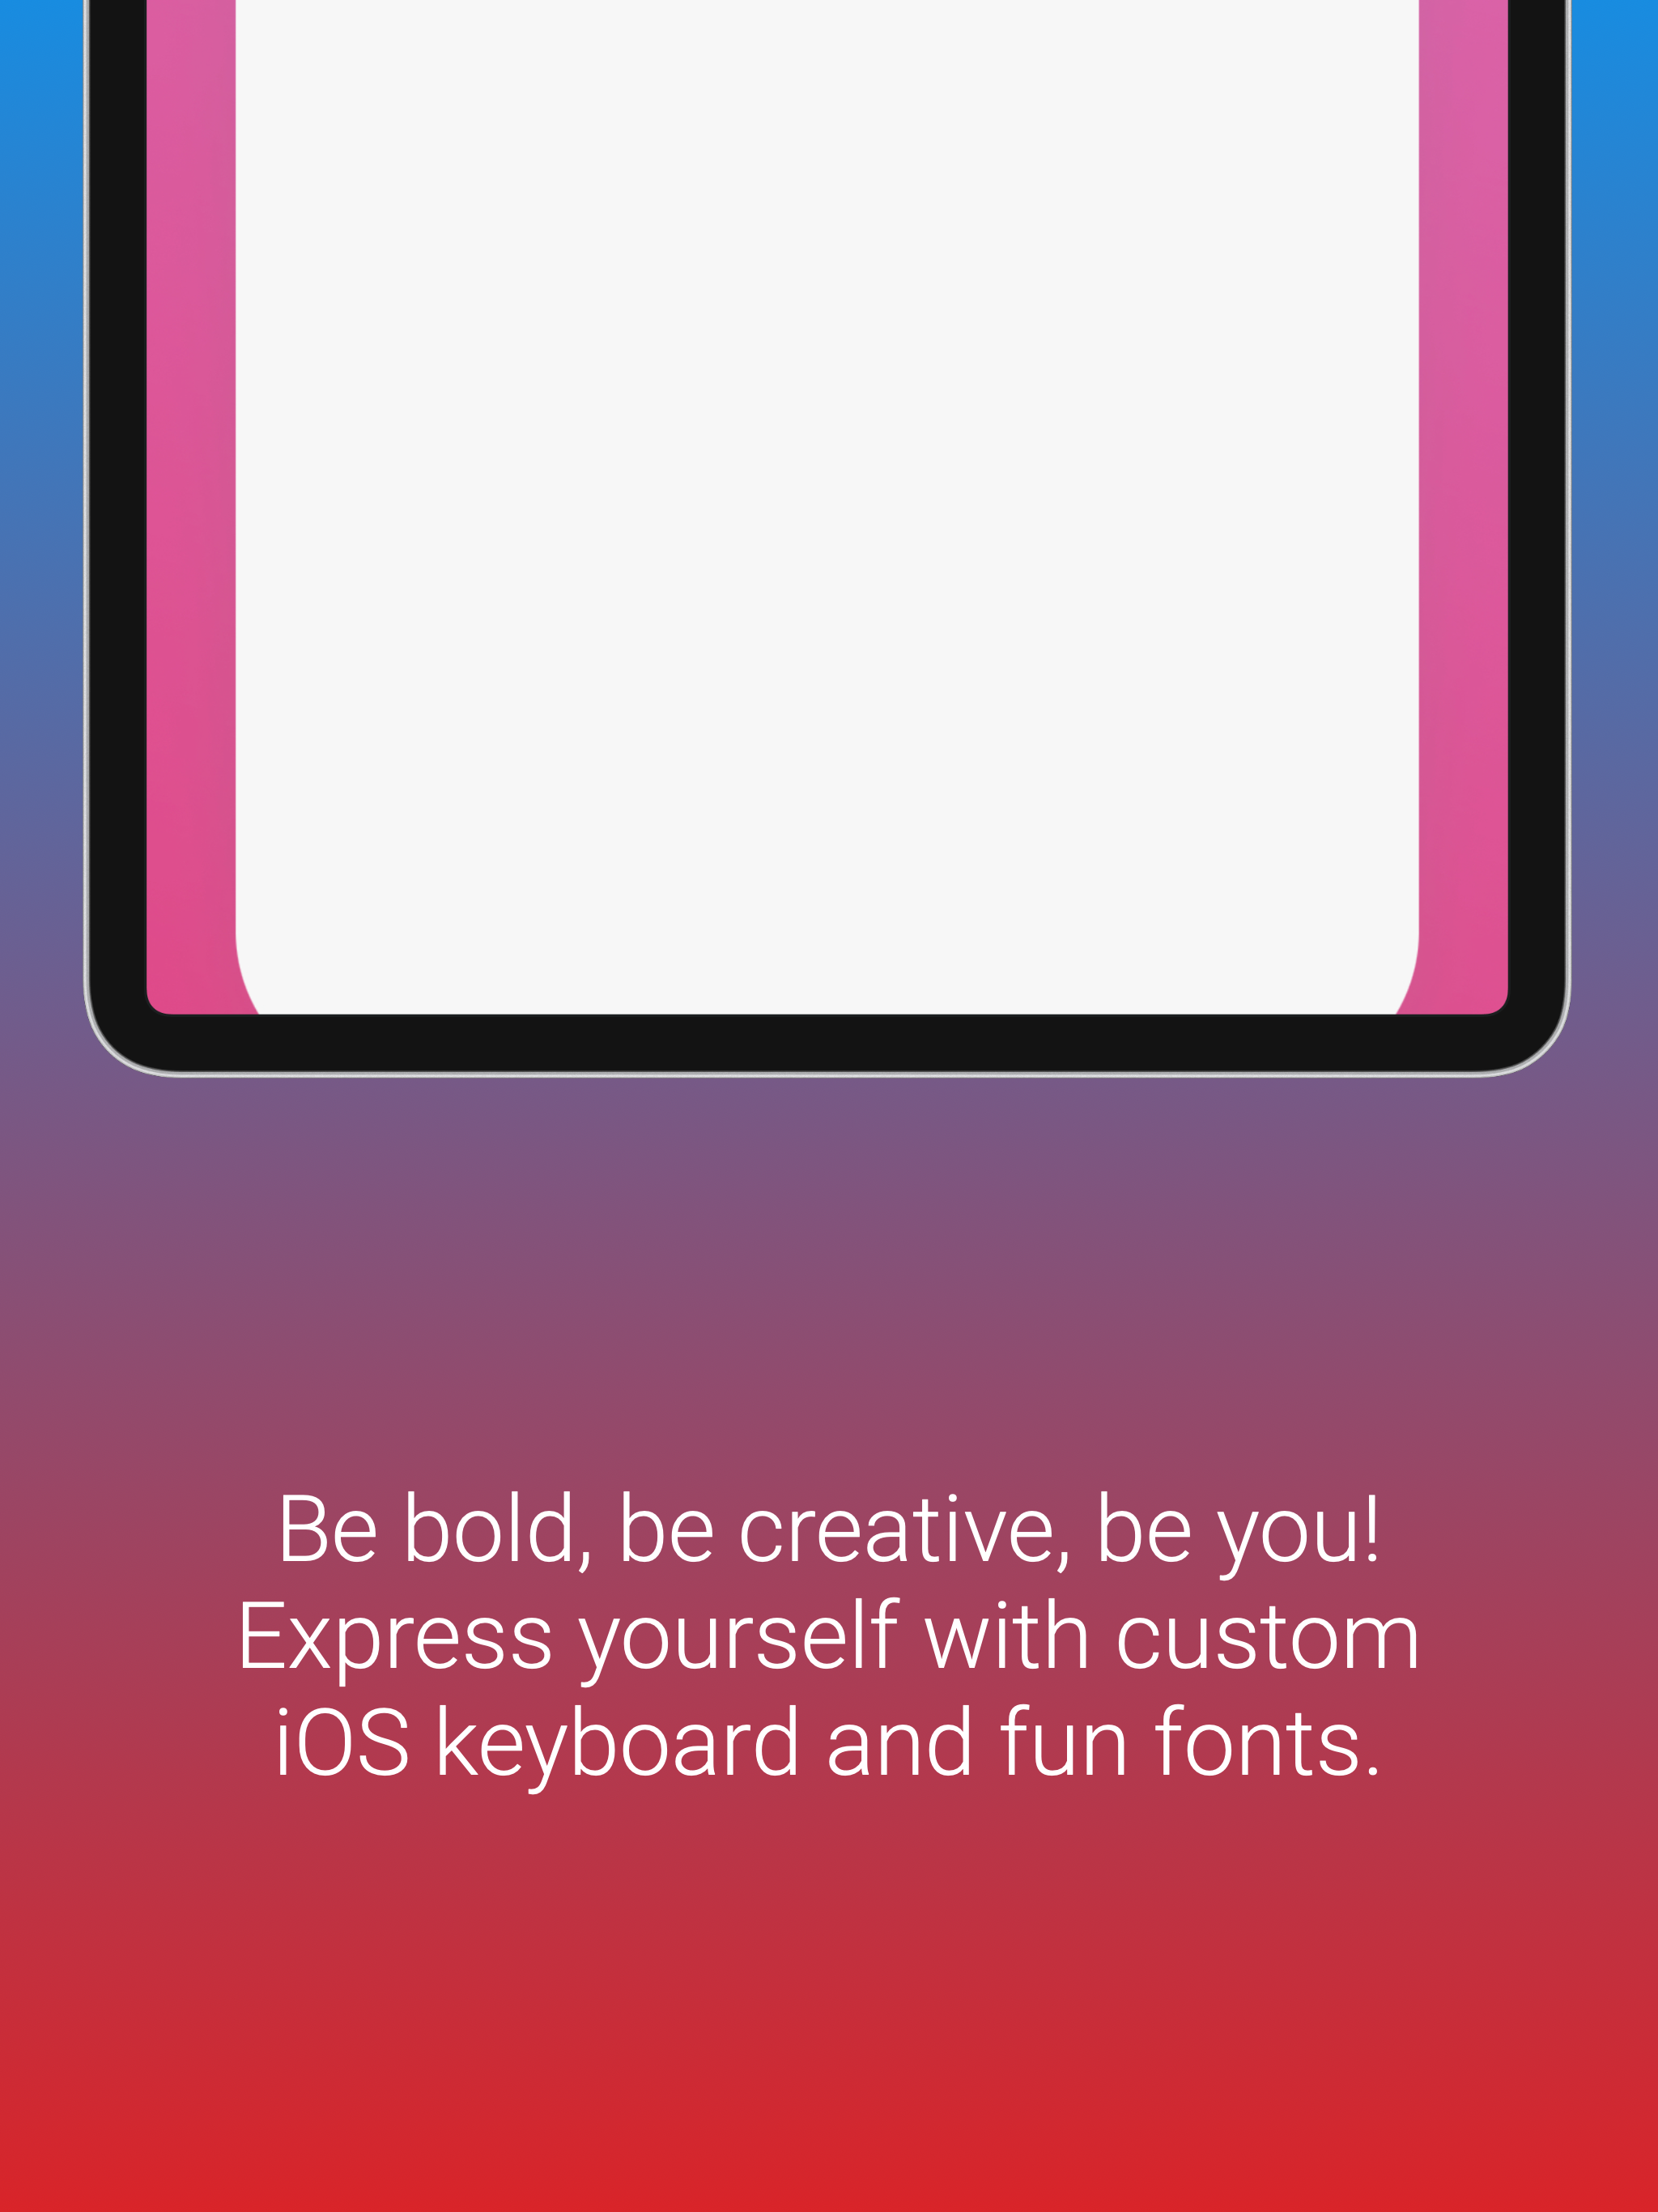 Be bold, be creative, be you!
Express yourself with custom
iOS keyboard and fun fonts.